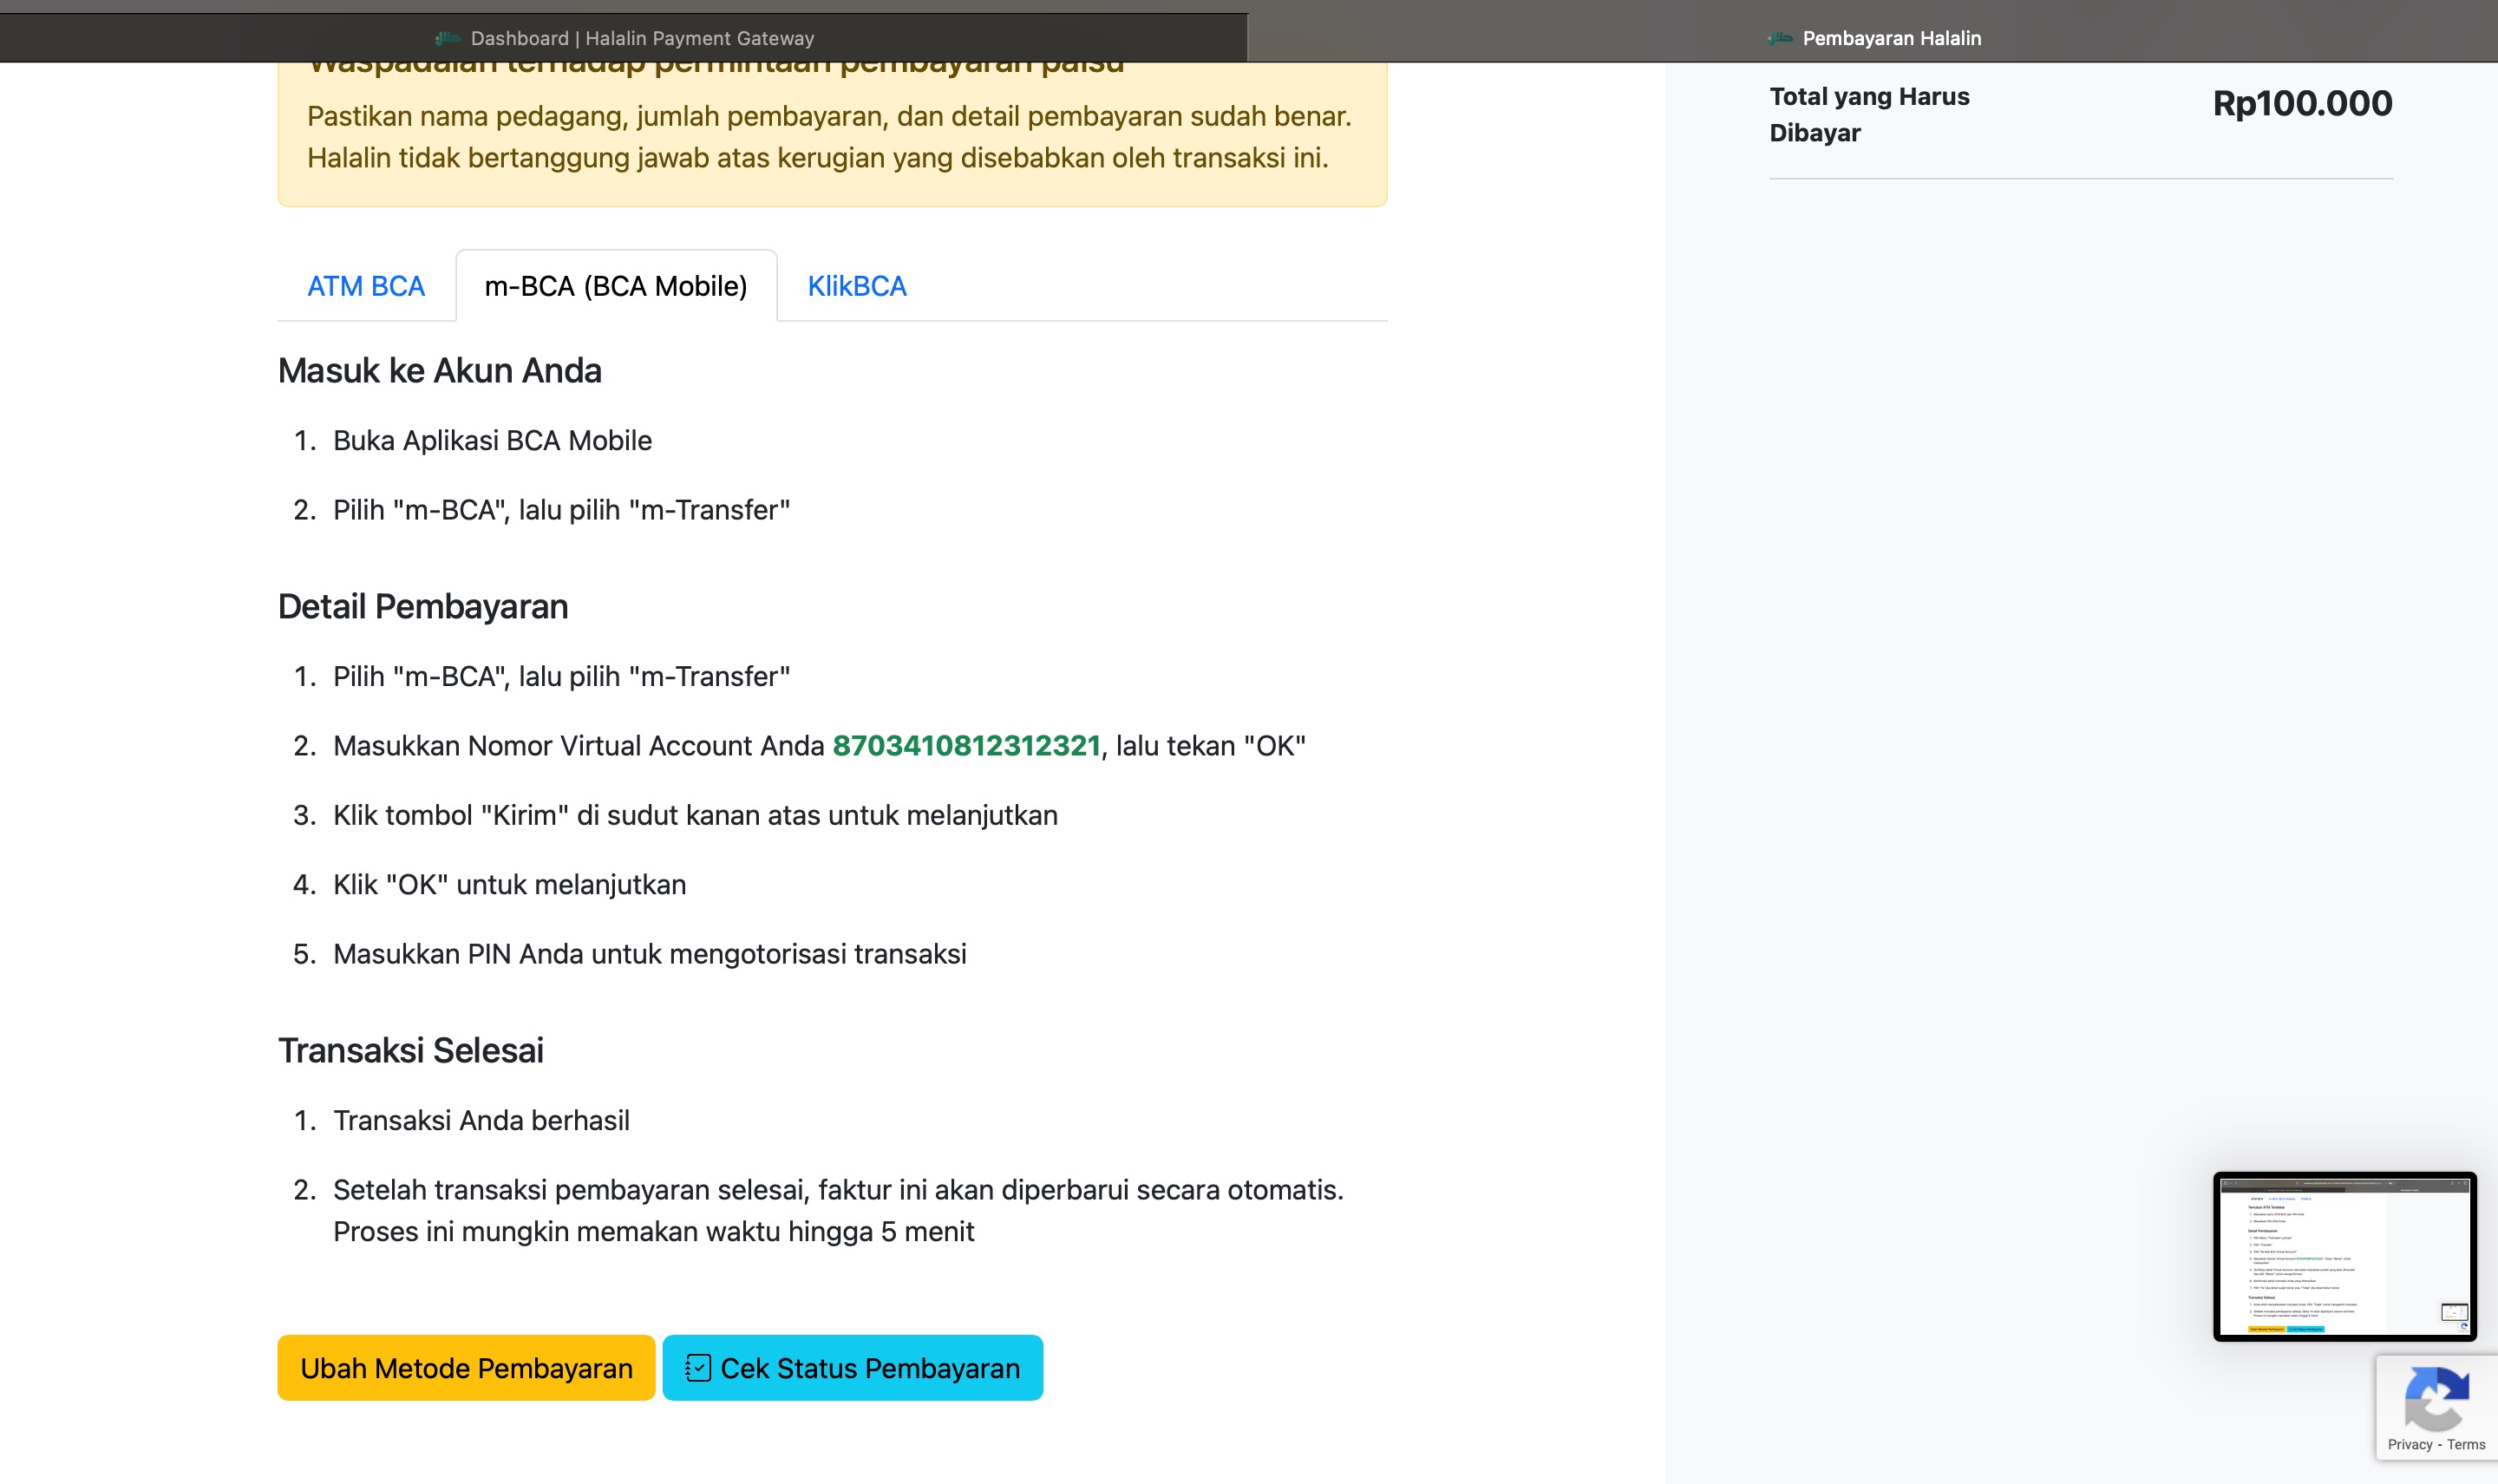 Dashboard | Halalin Payment Gateway
Pembayaran Halalin
Waspadalah terhadap permintaan pembayaran palsu
Pastikan nama pedagang, jumlah pembayaran, dan detail pembayaran sudah benar.
Halalin tidak bertanggung jawab atas kerugian yang disebabkan oleh transaksi ini.
Total yang Harus
Dibayar
Rp100.000
ATM BCA
m-BCA (BCA Mobile)
KlikBCA
Masuk ke Akun Anda
1. Buka Aplikasi BCA Mobile
2. Pilih "m-BCA", lalu pilih "m-Transfer"
Detail Pembayaran
1. Pilih "m-BCA", lalu pilih "m-Transfer"
2. Masukkan Nomor Virtual Account Anda 8703410812312321, lalu tekan "OK"
3. Klik tombol "Kirim" di sudut kanan atas untuk melanjutkan
4. Klik "OK" untuk melanjutkan
5. Masukkan PIN Anda untuk mengotorisasi transaksi
Transaksi Selesai
1. Transaksi Anda berhasil
2. Setelah transaksi pembayaran selesai, faktur ini akan diperbarui secara otomatis.
Proses ini mungkin memakan waktu hingga 5 menit
Ubah Metode Pembayaran
Cek Status Pembayaran
Privacy - Terms